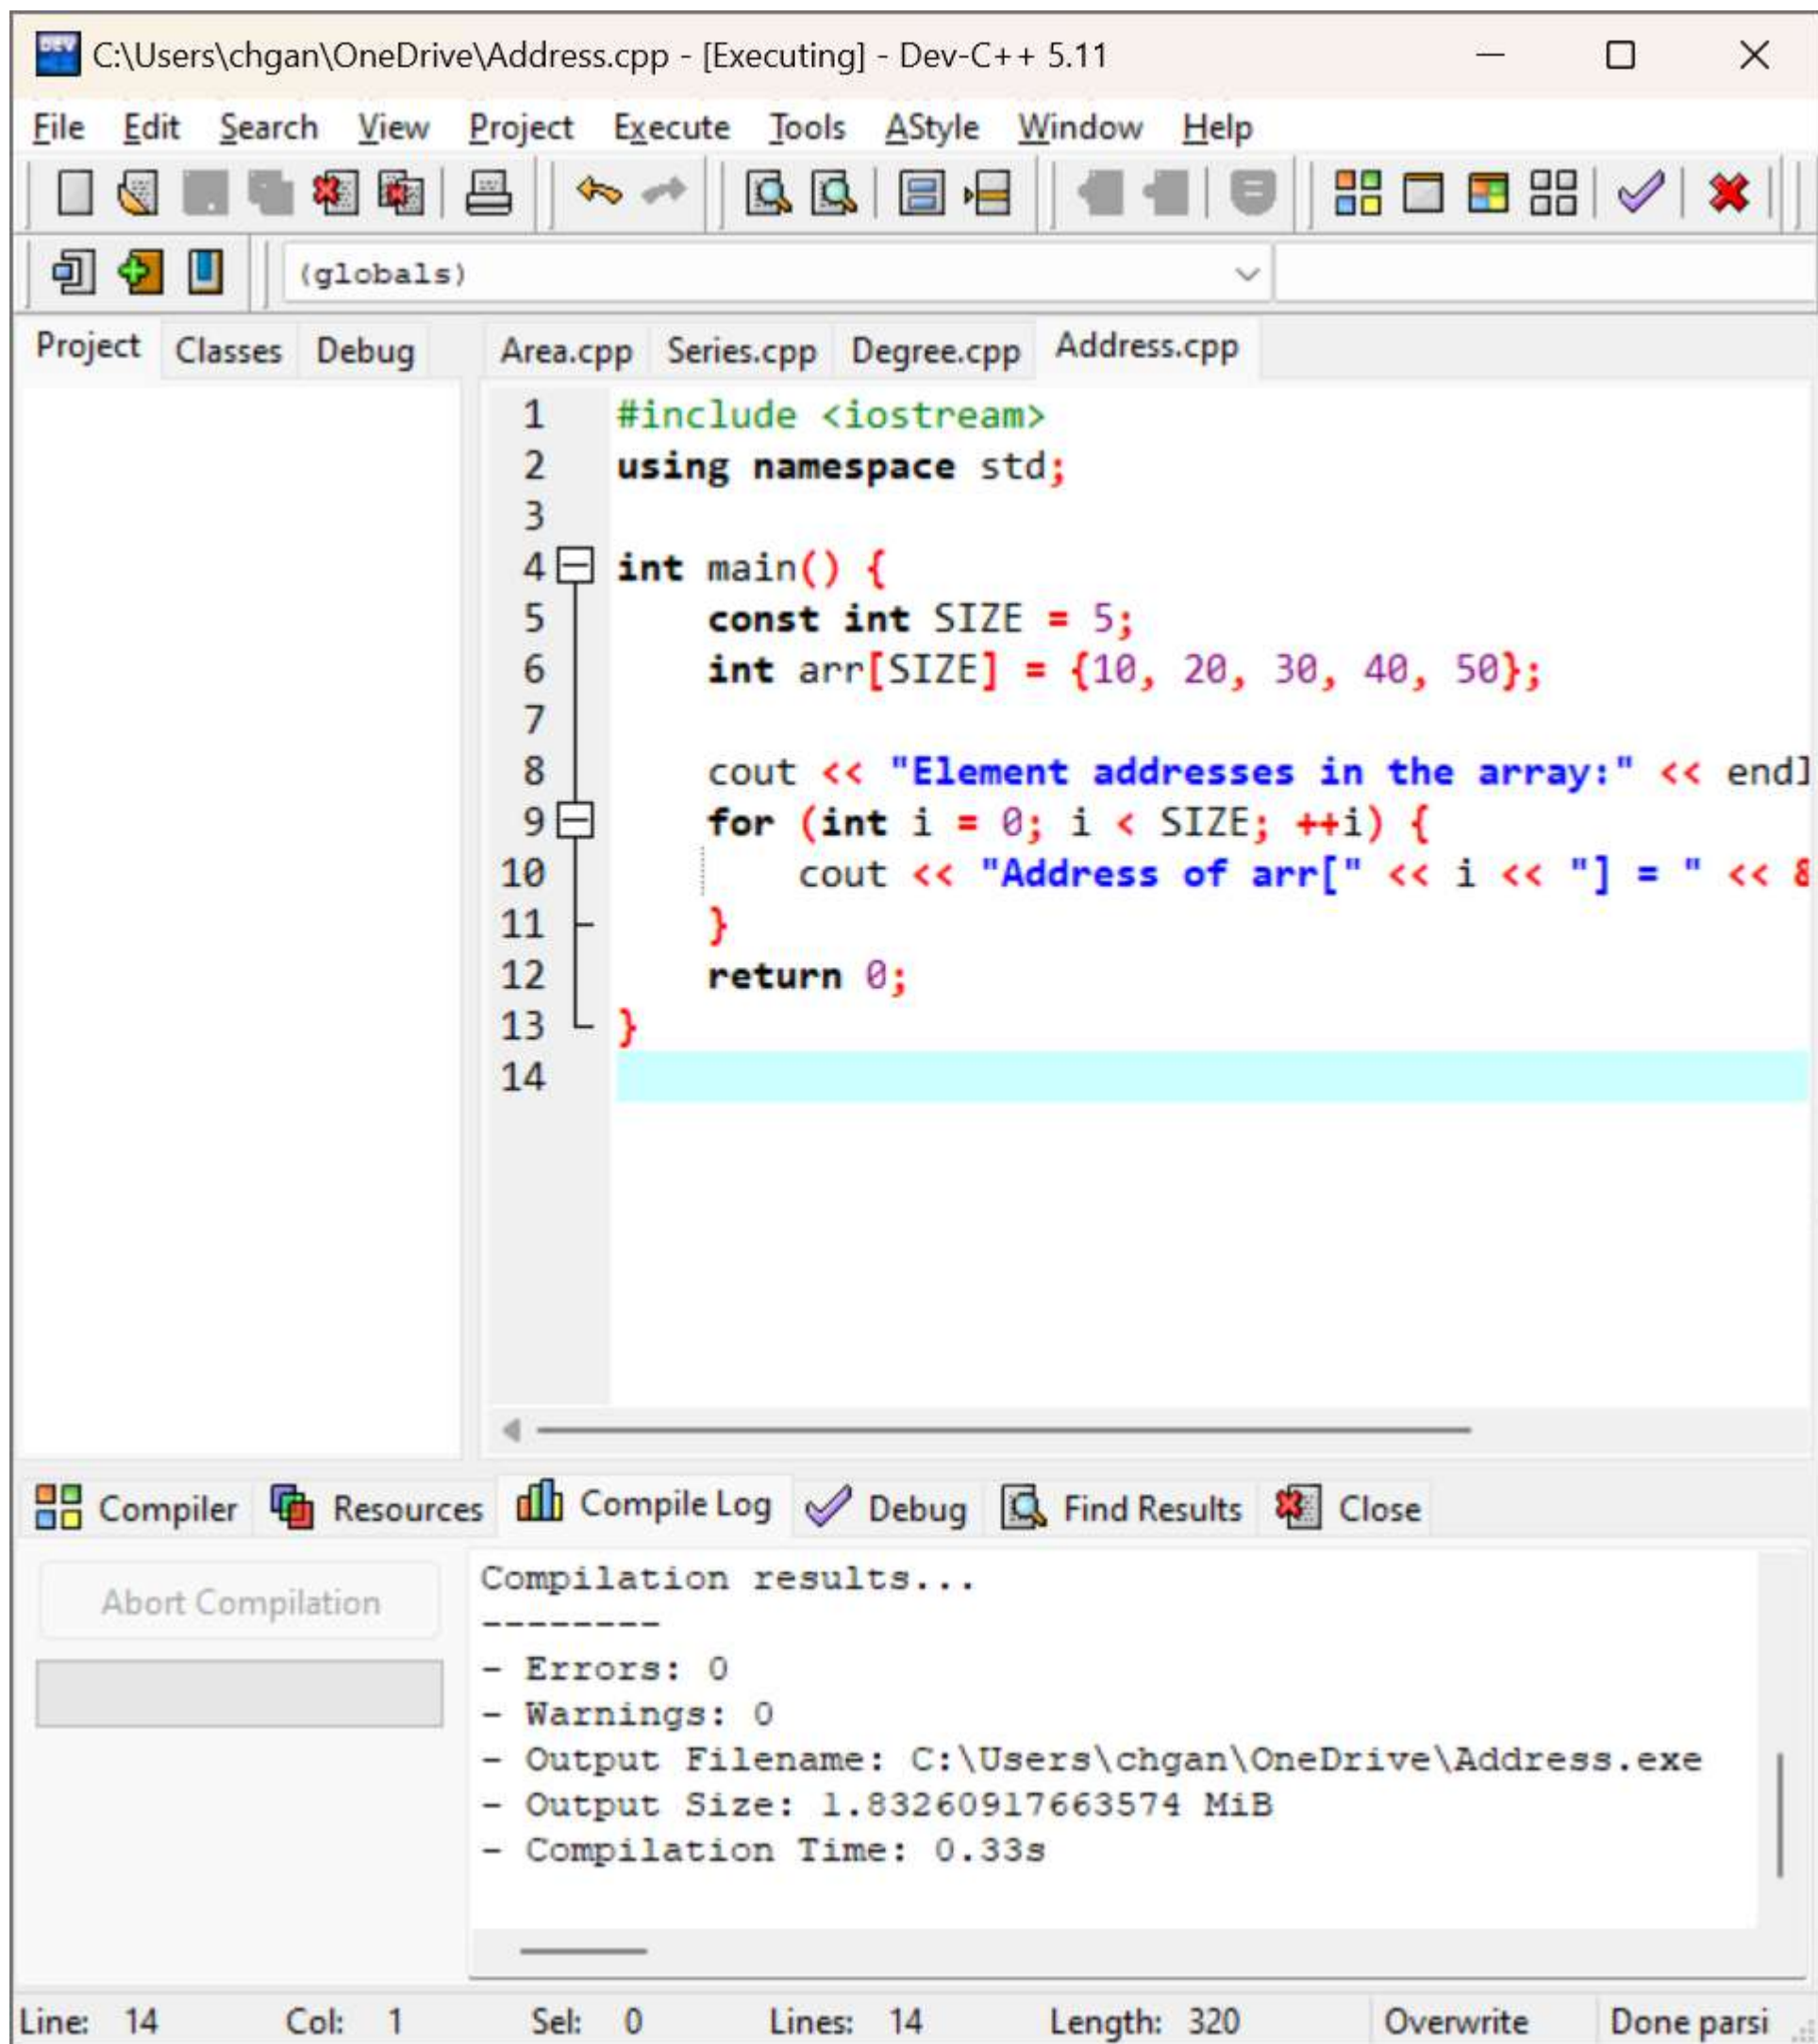 C:\Users\chgan\OneDrive\Address.cpp - [Executing] - Dev-C++ 5.11
File Edit Search View Project Execute Tools AStyle Window Help
(globals)
Project Classes Debug Area.cpp Series.cpp Degree.cpp Address.cpp
1 #include <iostream>
2 using namespace std;
3
4 int main() {
5 const int SIZE = 5;
6 int arr[SIZE] = {10, 20, 30, 40, 50};
7
8 cout << "Element addresses in the array:" << endl
9 for (int i = 0; i < SIZE; ++i) {
10 cout << "Address of arr[" << i << "] = " << &
11 }
12 return 0;
13 }
14
Compiler Resources Compile Log Debug Find Results Close
Abort Compilation
Compilation results...
--------
- Errors: 0
- Warnings: 0
- Output Filename: C:\Users\chgan\OneDrive\Address.exe
- Output Size: 1.83260917663574 MiB
- Compilation Time: 0.33s
Line: 14 Col: 1 Sel: 0 Lines: 14 Length: 320 Overwrite Done parsi